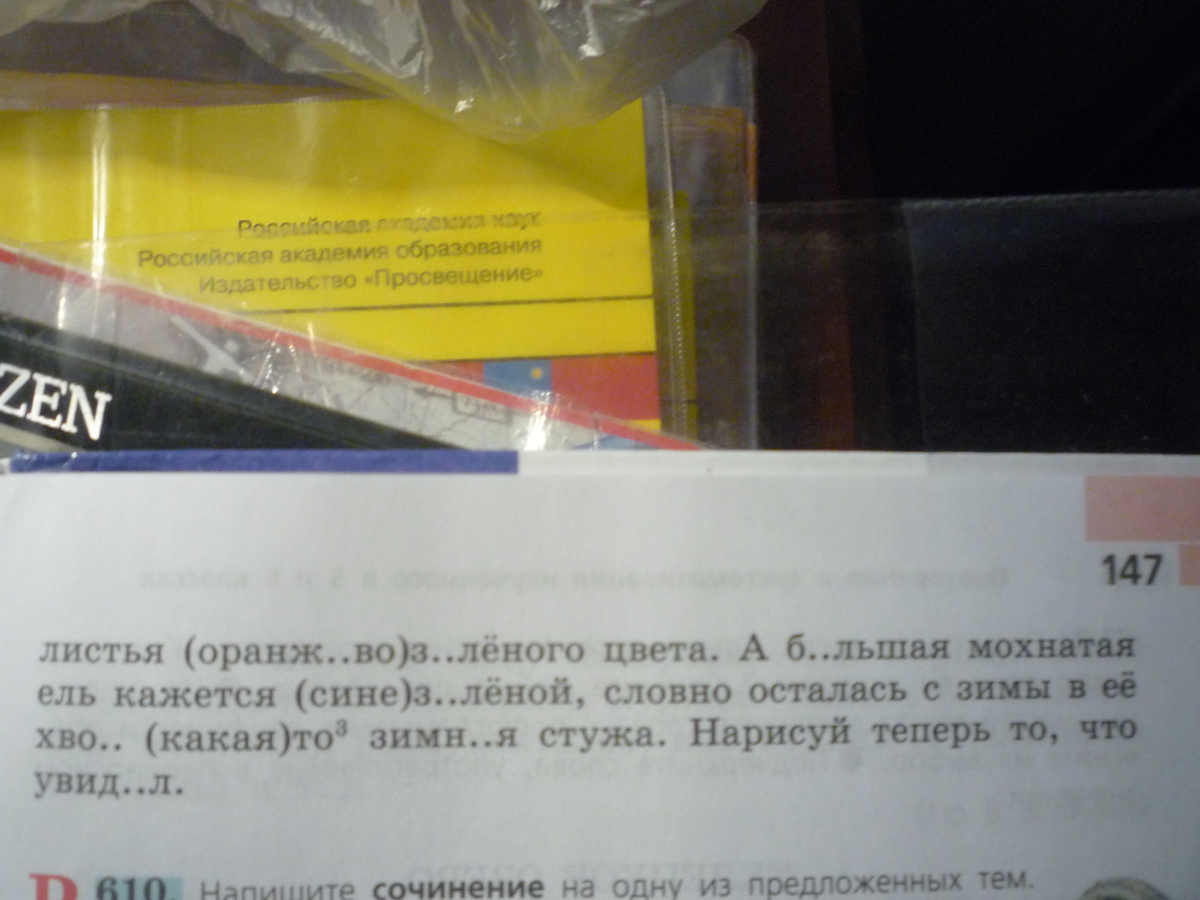 Российская академия наук
Российская академия образования
Издательство «Просвещение»
ZEN
147
листья (оранж..во)з..лёного цвета. А б..льшая мохнатая
ель кажется (сине)з..лёной, словно осталась с зимы в её
хво.. (какая)то³ зимн..я стужа. Нарисуй теперь то, что
увид..л.
Р 610. Напишите сочинение на одну из предложенных тем.